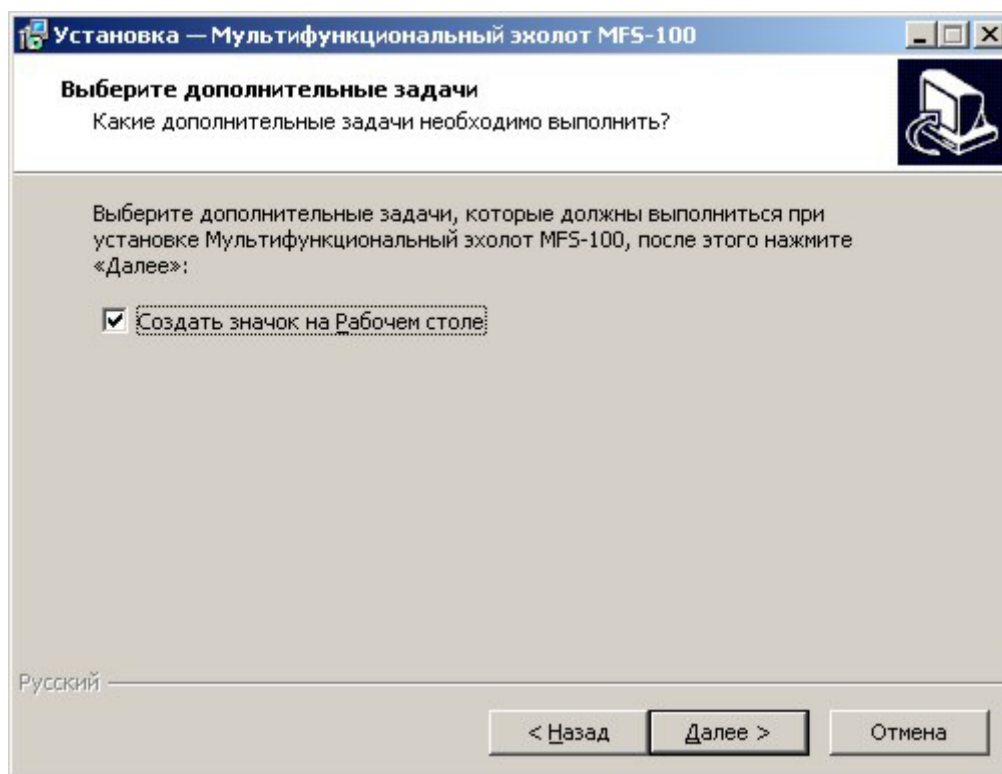 Установка — Мультифункциональный эхолот MFS-100
Выберите дополнительные задачи
Какие дополнительные задачи необходимо выполнить?
Выберите дополнительные задачи, которые должны выполниться при
установке Мультифункциональный эхолот MFS-100, после этого нажмите
«Далее»:
Создать значок на Рабочем столе
Русский
< Назад
Далее >
Отмена